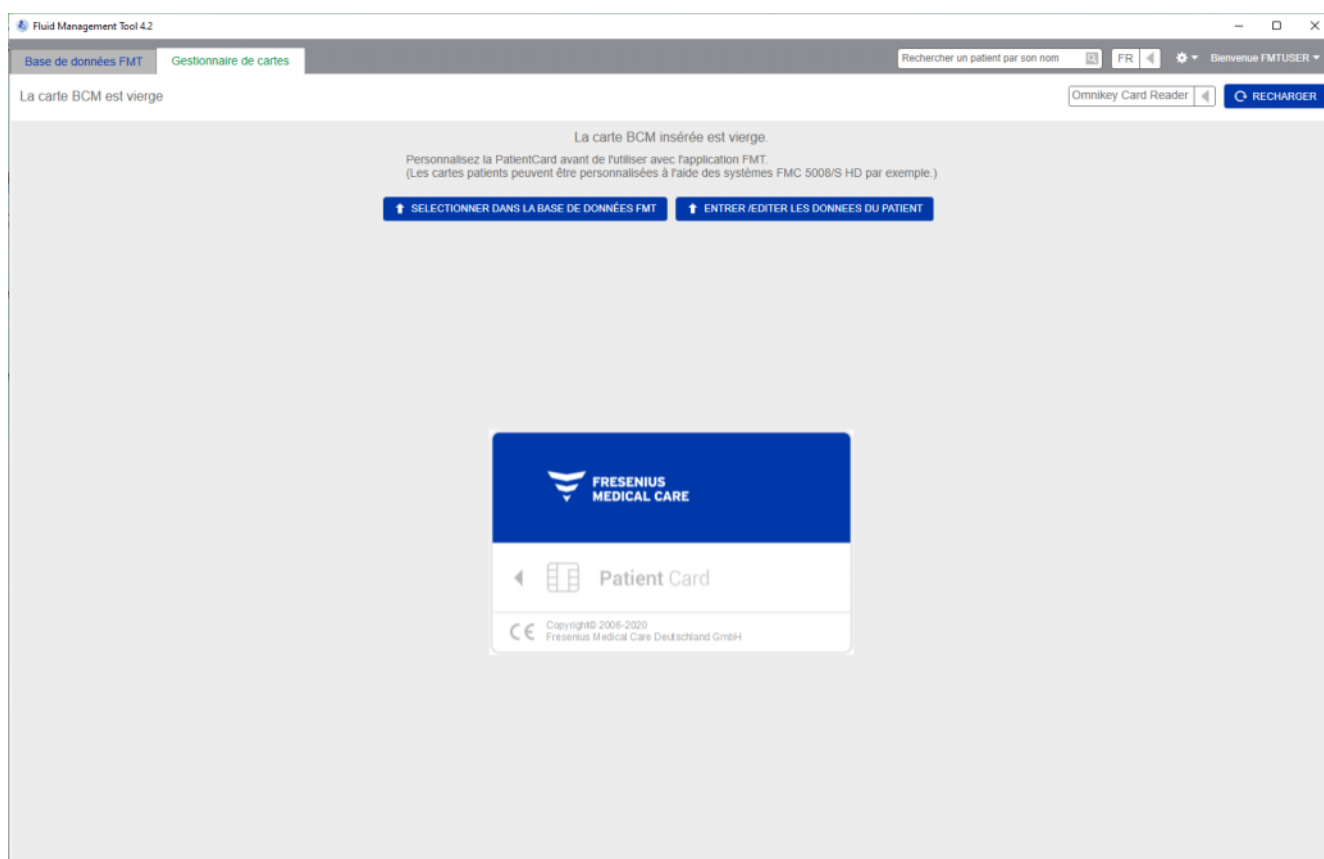 Fluid Management Tool 4.2
Base de données FMT
Gestionnaire de cartes
Rechercher un patient par son nom
FR
Bienvenue FMTUSER
La carte BCM est vierge
Omnikey Card Reader
RECHARGER
La carte BCM insérée est vierge.
Personnalisez la PatientCard avant de l'utiliser avec l'application FMT.
(Les cartes patients peuvent être personnalisées à l'aide des systèmes FMC 5008/S HD par exemple.)
SELECTIONNER DANS LA BASE DE DONNÉES FMT
ENTRER /EDITER LES DONNEES DU PATIENT
FRESENIUS
MEDICAL CARE
Patient Card
CE
Copyright© 2006-2020
Fresenius Medical Care Deutschland GmbH